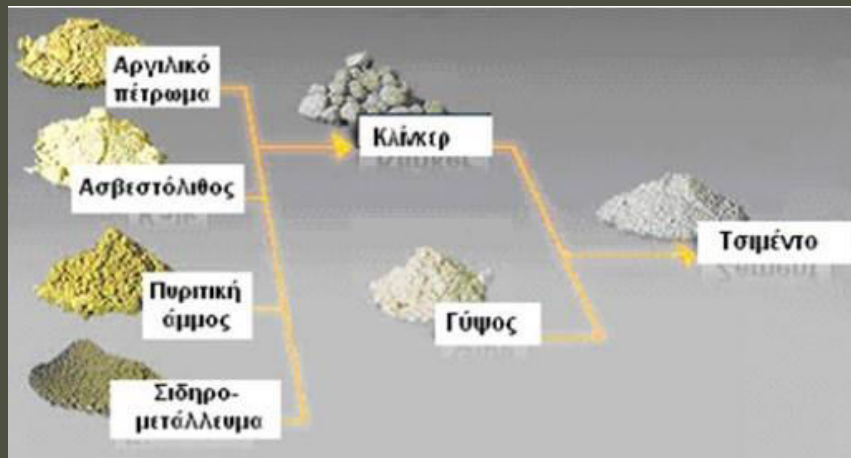 Αργιλικό
πέτρωμα
Ασβεστόλιθος
Πυριτική
άμμος
Σιδηρο-
μετάλλευμα
Κλίνκερ
Γύψος
Τσιμέντο